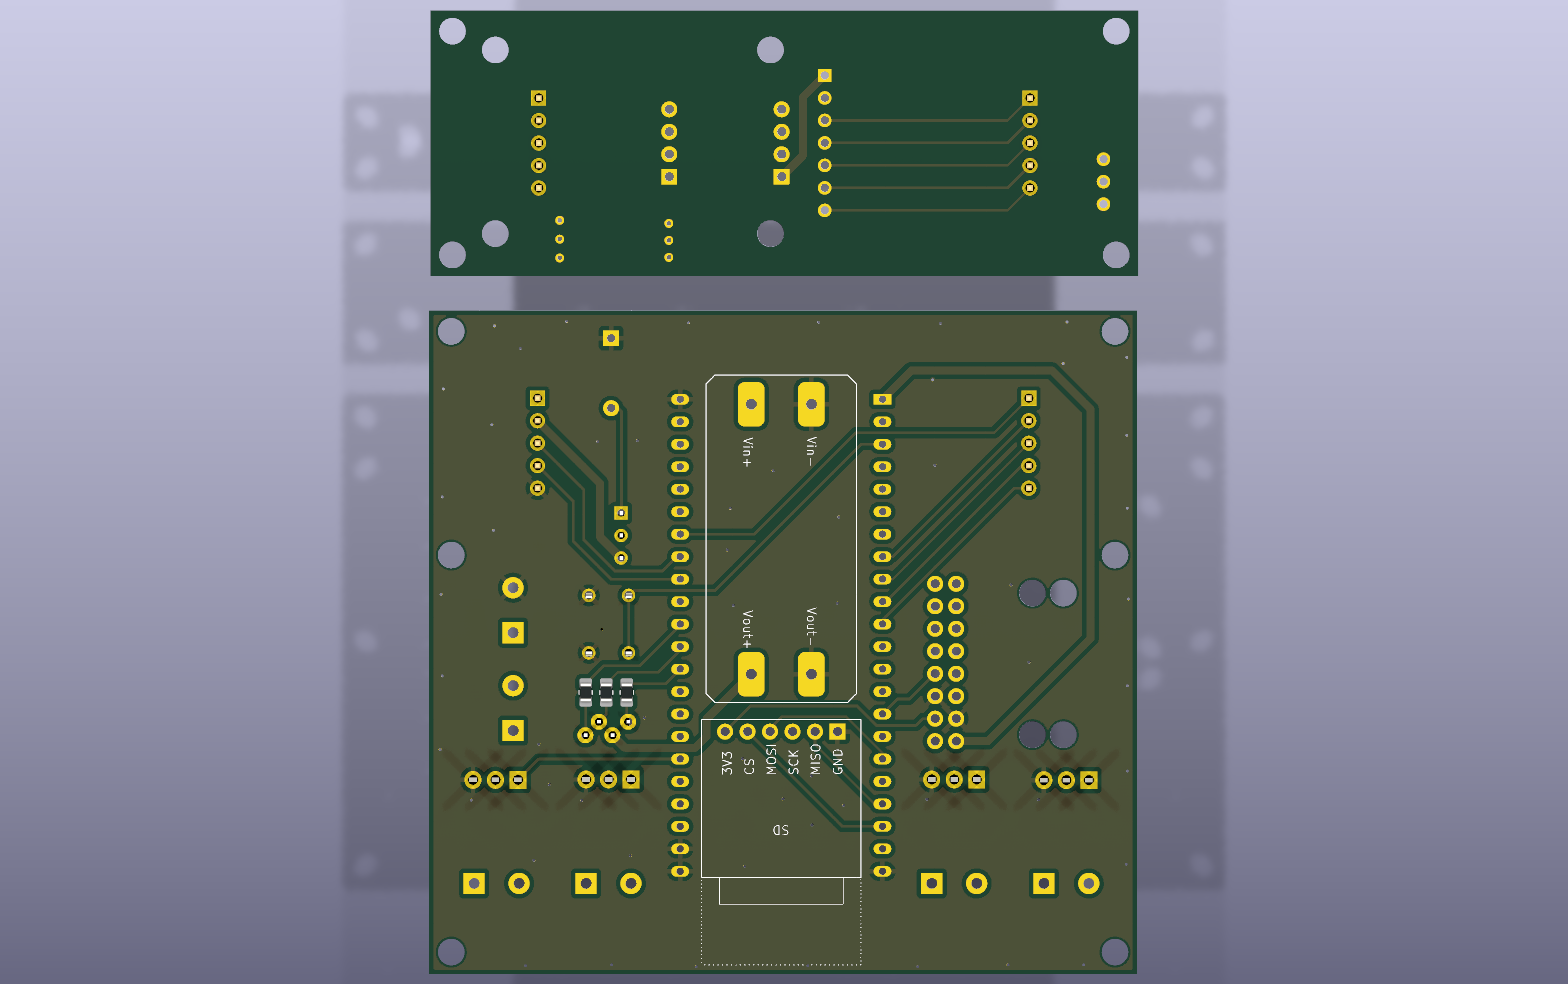 Vin+
Vin-
Vout+
Vout-
3V3
CS
MOSI
SCK
MISO
GND
SD